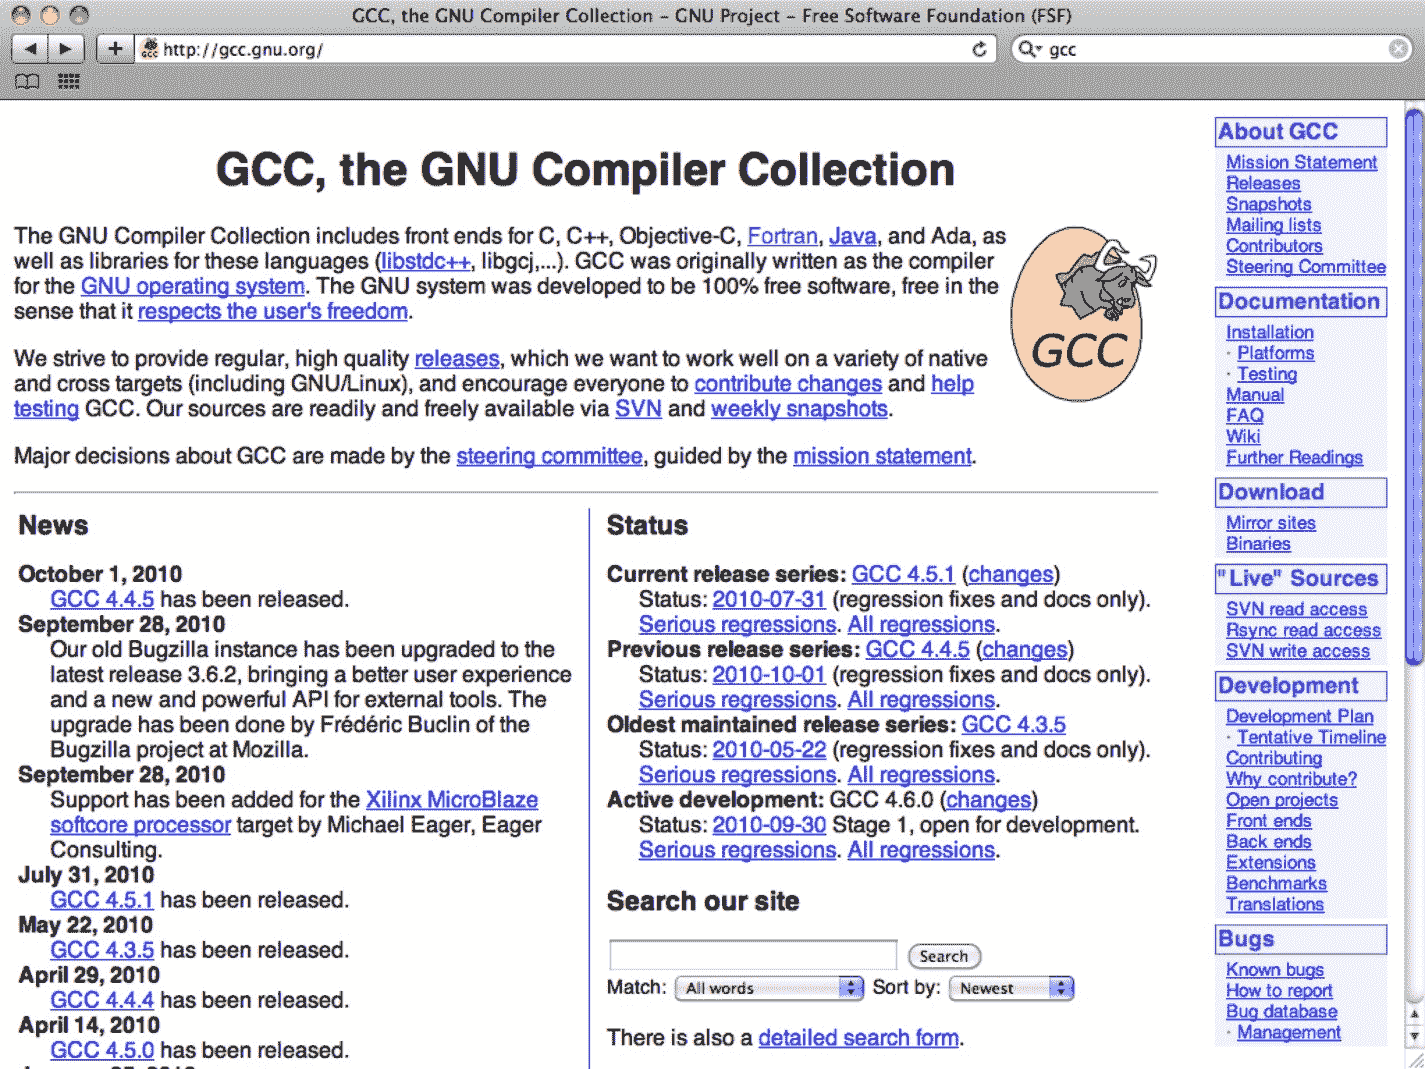 GCC, the GNU Compiler Collection – GNU Project – Free Software Foundation (FSF)
http://gcc.gnu.org/
gcc
GCC, the GNU Compiler Collection
The GNU Compiler Collection includes front ends for C, C++, Objective-C, Fortran, Java, and Ada, as
well as libraries for these languages (libstdc++, libgcj,...). GCC was originally written as the compiler
for the GNU operating system. The GNU system was developed to be 100% free software, free in the
sense that it respects the user's freedom.
We strive to provide regular, high quality releases, which we want to work well on a variety of native
and cross targets (including GNU/Linux), and encourage everyone to contribute changes and help
testing GCC. Our sources are readily and freely available via SVN and weekly snapshots.
Major decisions about GCC are made by the steering committee, guided by the mission statement.
GCC
News
October 1, 2010
GCC 4.4.5 has been released.
September 28, 2010
Our old Bugzilla instance has been upgraded to the
latest release 3.6.2, bringing a better user experience
and a new and powerful API for external tools. The
upgrade has been done by Frédéric Buclin of the
Bugzilla project at Mozilla.
September 28, 2010
Support has been added for the Xilinx MicroBlaze
softcore processor target by Michael Eager, Eager
Consulting.
July 31, 2010
GCC 4.5.1 has been released.
May 22, 2010
GCC 4.3.5 has been released.
April 29, 2010
GCC 4.4.4 has been released.
April 14, 2010
GCC 4.5.0 has been released.
Status
Current release series: GCC 4.5.1 (changes)
Status: 2010-07-31 (regression fixes and docs only).
Serious regressions. All regressions.
Previous release series: GCC 4.4.5 (changes)
Status: 2010-10-01 (regression fixes and docs only).
Serious regressions. All regressions.
Oldest maintained release series: GCC 4.3.5
Status: 2010-05-22 (regression fixes and docs only).
Serious regressions. All regressions.
Active development: GCC 4.6.0 (changes)
Status: 2010-09-30 Stage 1, open for development.
Serious regressions. All regressions.
Search our site
Search
Match: All words Sort by: Newest
There is also a detailed search form.
About GCC
Mission Statement
Releases
Snapshots
Mailing lists
Contributors
Steering Committee
Documentation
Installation
· Platforms
· Testing
Manual
FAQ
Wiki
Further Readings
Download
Mirror sites
Binaries
"Live" Sources
SVN read access
Rsync read access
SVN write access
Development
Development Plan
· Tentative Timeline
Contributing
Why contribute?
Open projects
Front ends
Back ends
Extensions
Benchmarks
Translations
Bugs
Known bugs
How to report
Bug database
· Management